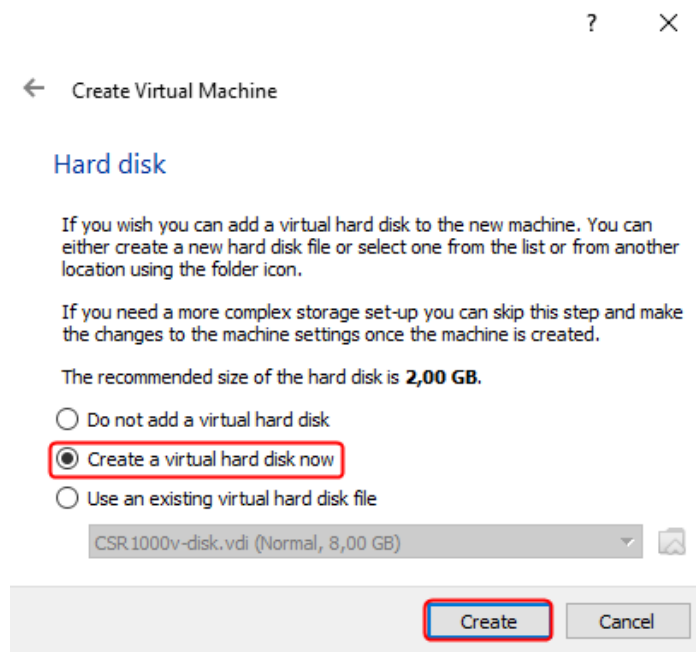 ?
Create Virtual Machine
Hard disk
If you wish you can add a virtual hard disk to the new machine. You can
either create a new hard disk file or select one from the list or from another
location using the folder icon.
If you need a more complex storage set-up you can skip this step and make
the changes to the machine settings once the machine is created.
The recommended size of the hard disk is 2,00 GB.
Do not add a virtual hard disk
Create a virtual hard disk now
Use an existing virtual hard disk file
CSR1000v-disk.vdi (Normal, 8,00 GB)
Create Cancel